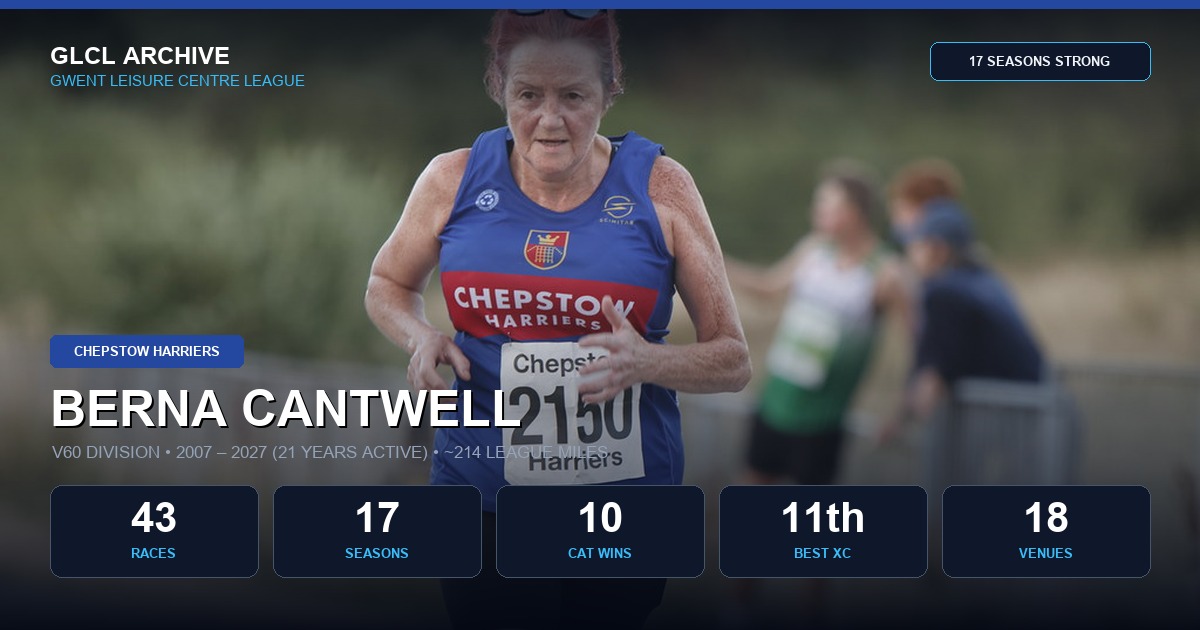 GLCL ARCHIVE
GWENT LEISURE CENTRE LEAGUE
17 SEASONS STRONG
SCIMITAR
CHEPSTOW
HARRIERS
Chepst
2150
Harriers
CHEPSTOW HARRIERS
BERNA CANTWELL
V60 DIVISION • 2007 – 2027 (21 YEARS ACTIVE) • ~214 LEAGUE MILES
43
RACES
17
SEASONS
10
CAT WINS
11th
BEST XC
18
VENUES